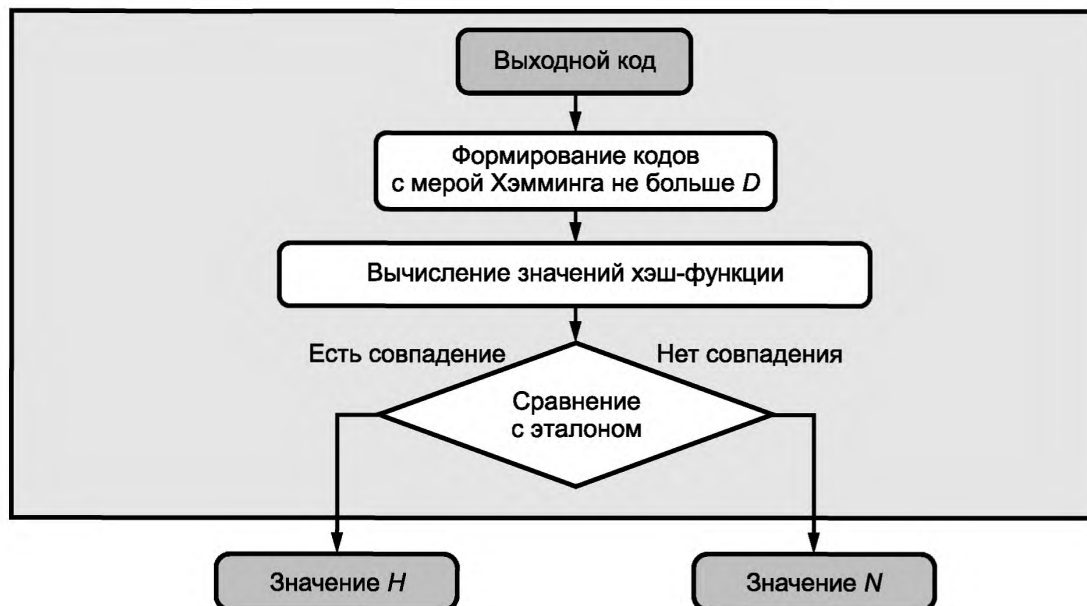 Выходной код
Формирование кодов
с мерой Хэмминга не больше D
Вычисление значений хэш-функции
Есть совпадение
Нет совпадения
Сравнение
с эталоном
Значение H
Значение N